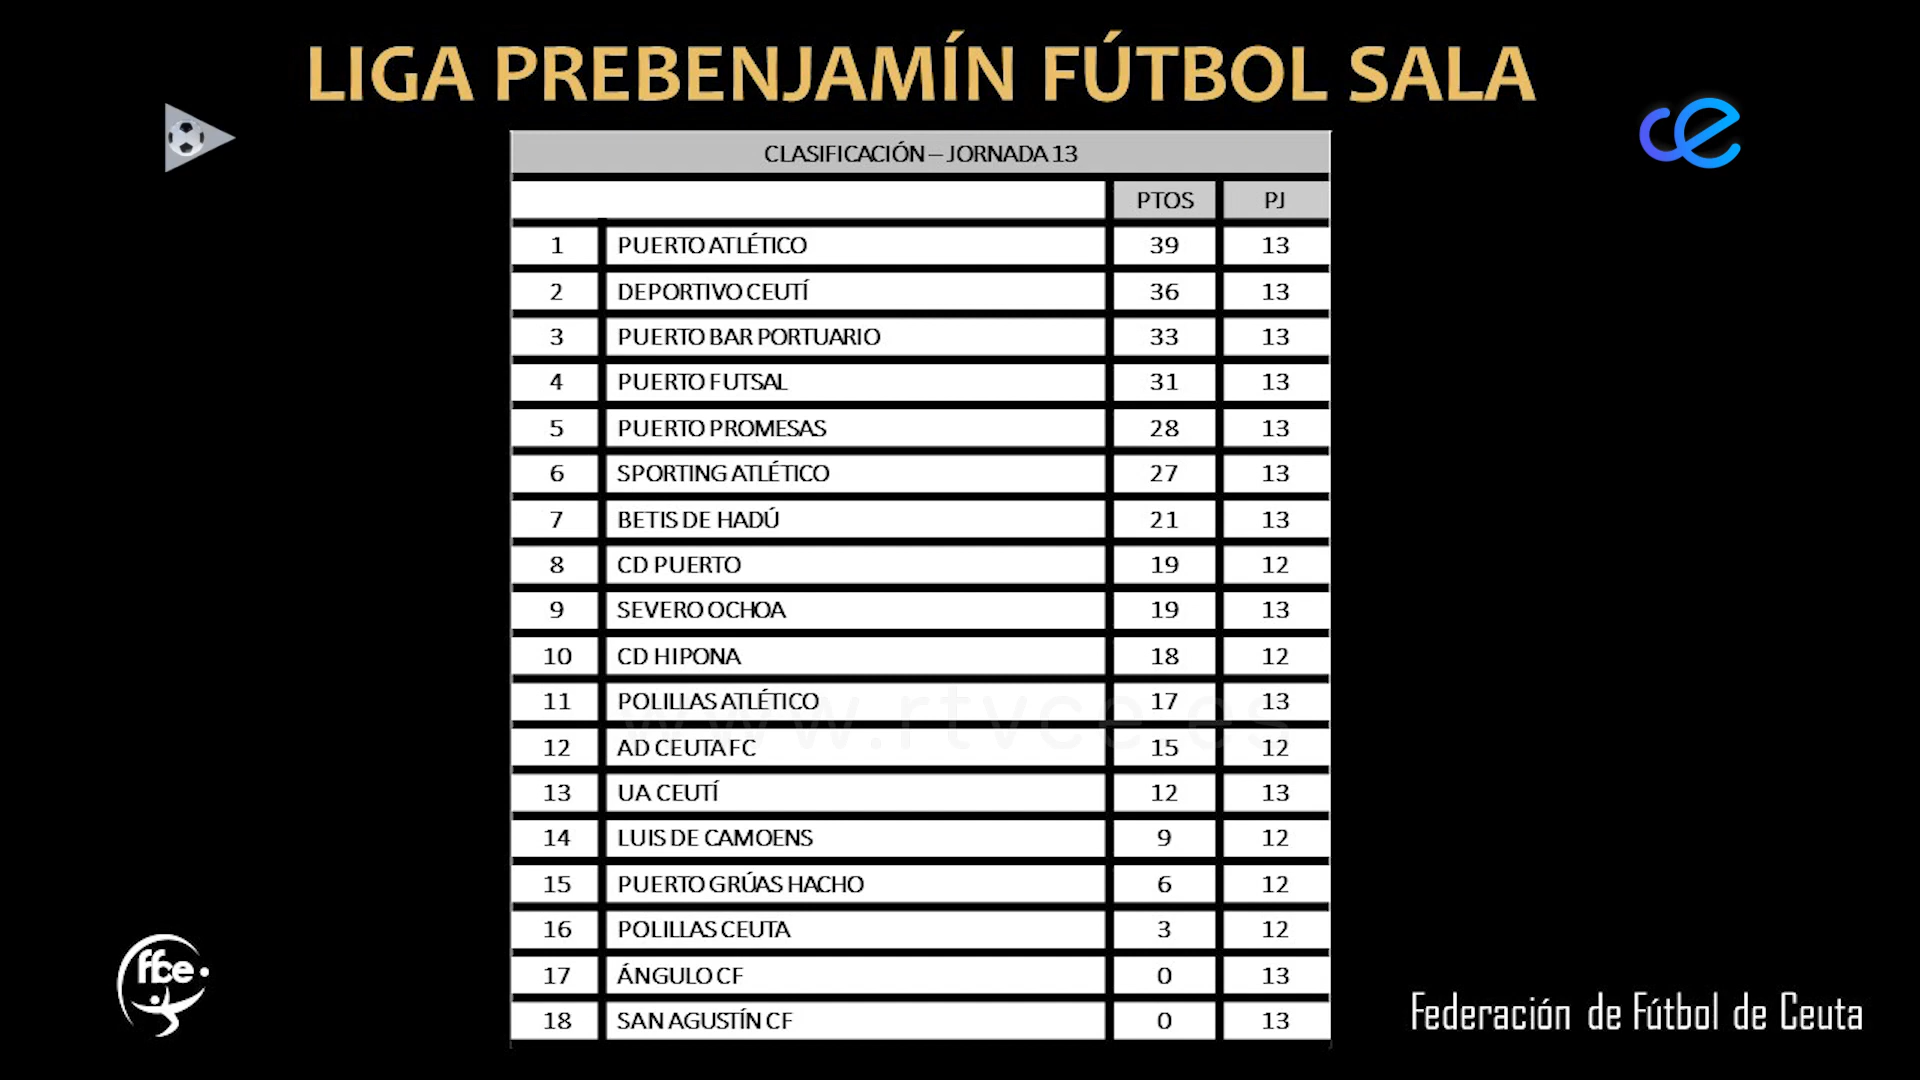 LIGA PREBENJAMÍN FÚTBOL SALA
ce
CLASIFICACIÓN – JORNADA 13
PTOS PJ
1 PUERTO ATLÉTICO 39 13
2 DEPORTIVO CEUTÍ 36 13
3 PUERTO BAR PORTUARIO 33 13
4 PUERTO FUTSAL 31 13
5 PUERTO PROMESAS 28 13
6 SPORTING ATLÉTICO 27 13
7 BETIS DE HADÚ 21 13
8 CD PUERTO 19 12
9 SEVERO OCHOA 19 13
10 CD HIPONA 18 12
11 POLILLAS ATLÉTICO 17 13
www.rtvce.es
12 AD CEUTA FC 15 12
13 UA CEUTÍ 12 13
14 LUIS DE CAMOENS 9 12
15 PUERTO GRÚAS HACHO 6 12
16 POLILLAS CEUTA 3 12
17 ÁNGULO CF 0 13
18 SAN AGUSTÍN CF 0 13
ffce
Federación de Fútbol de Ceuta